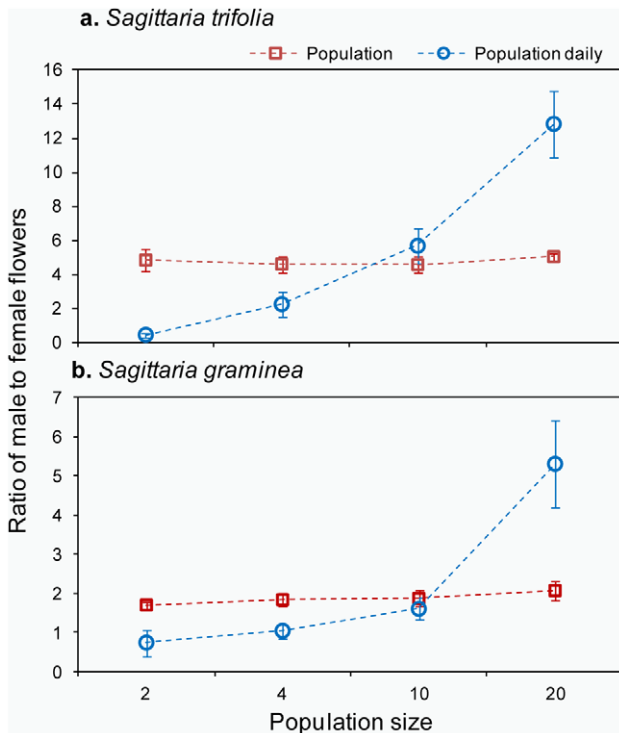 a. Sagittaria trifolia
Population Population daily
16
14
12
10
8
6
4
2
0
b. Sagittaria graminea
7
6
5
4
3
2
1
0
Ratio of male to female flowers
2 4 10 20
Population size